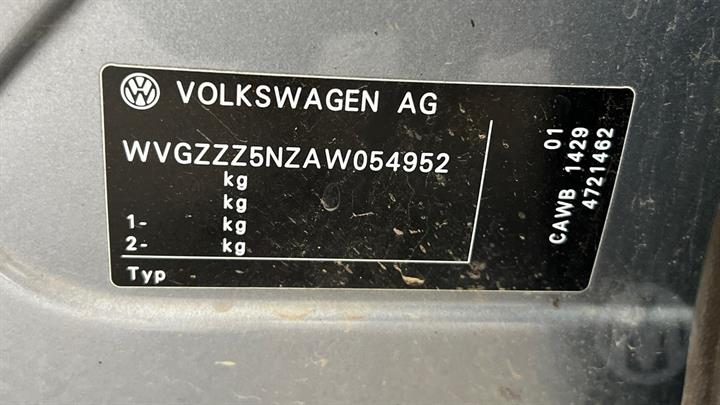 VOLKSWAGEN AG
WVGZZZ5NZAW054952
kg
kg
1- kg
2- kg
Typ
01
CAWB 1429
4721462